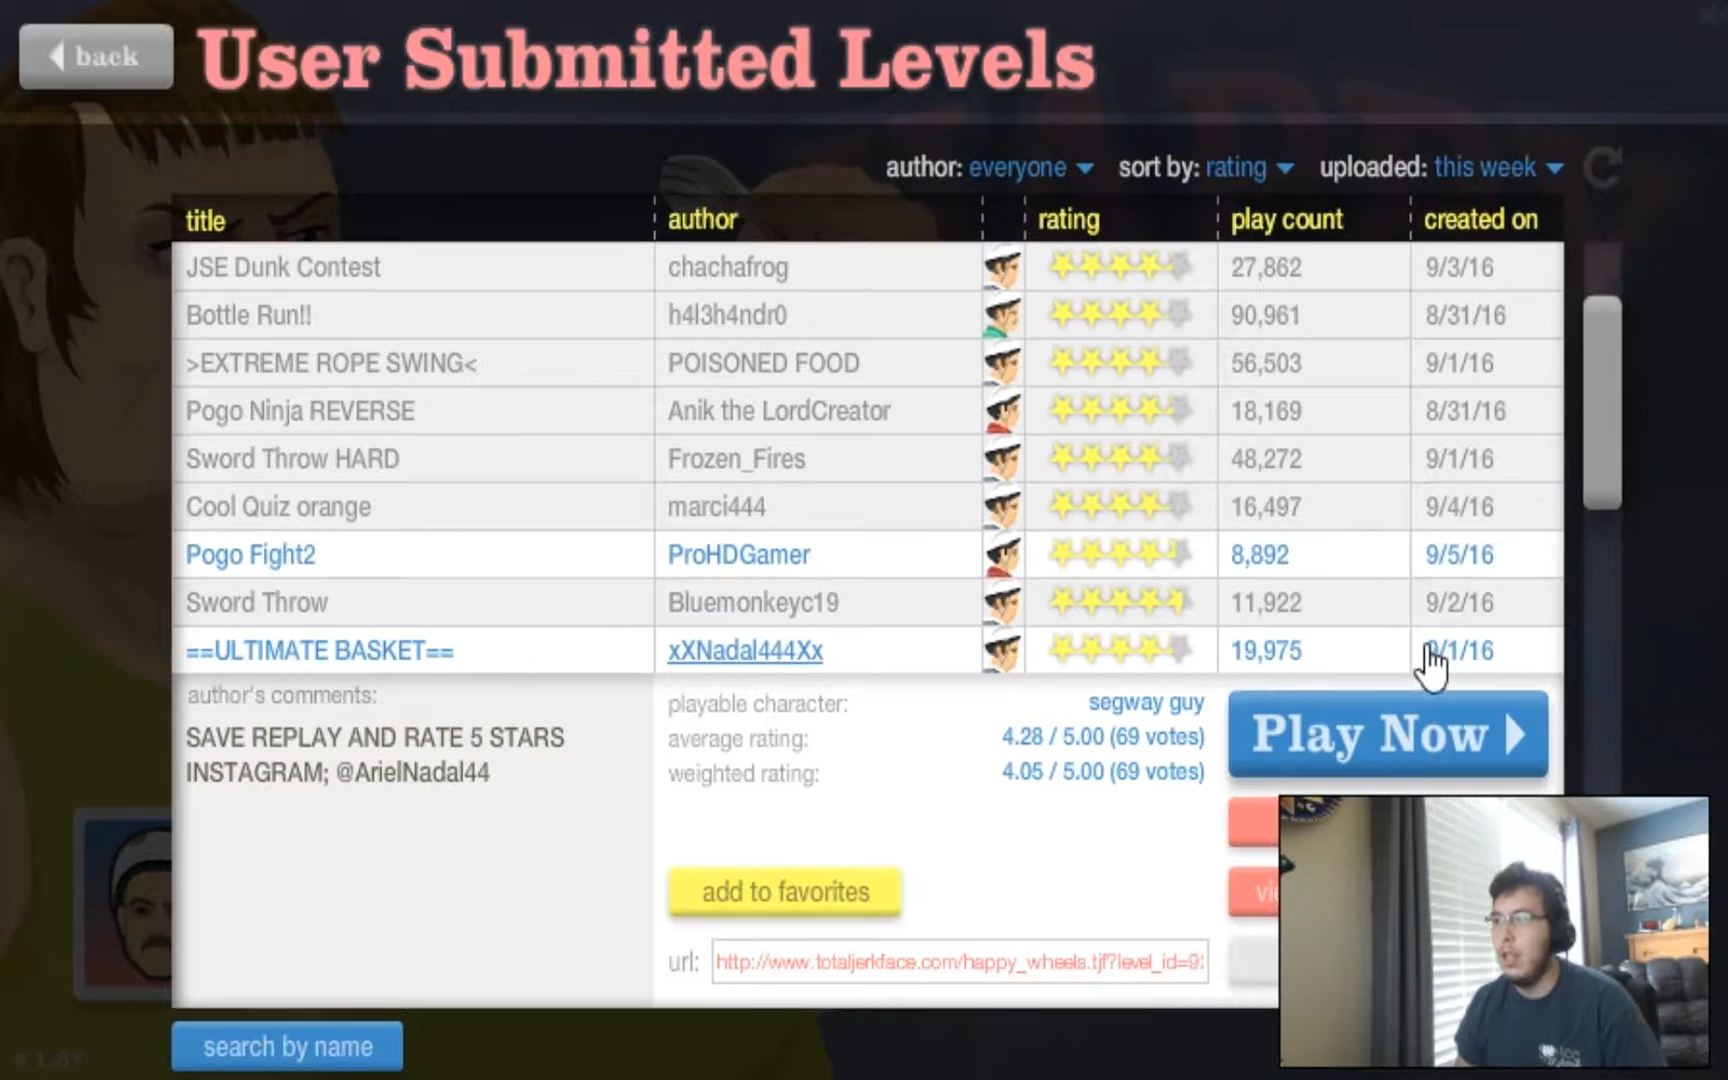 back
User Submitted Levels
author: everyone sort by: rating uploaded: this week
title author rating play count created on
JSE Dunk Contest chachafrog 27,862 9/3/16
Bottle Run!! h4l3h4ndr0 90,961 8/31/16
>EXTREME ROPE SWING< POISONED FOOD 56,503 9/1/16
Pogo Ninja REVERSE Anik the LordCreator 18,169 8/31/16
Sword Throw HARD Frozen_Fires 48,272 9/1/16
Cool Quiz orange marci444 16,497 9/4/16
Pogo Fight2 ProHDGamer 8,892 9/5/16
Sword Throw Bluemonkeyc19 11,922 9/2/16
==ULTIMATE BASKET== xXNadal444Xx 19,975 9/1/16
author's comments:
SAVE REPLAY AND RATE 5 STARS
INSTAGRAM; @ArielNadal44
playable character: segway guy
average rating: 4.28 / 5.00 (69 votes)
weighted rating: 4.05 / 5.00 (69 votes)
Play Now
add to favorites
url: http://www.totaljerkface.com/happy_wheels.tjf?level_id=9
search by name